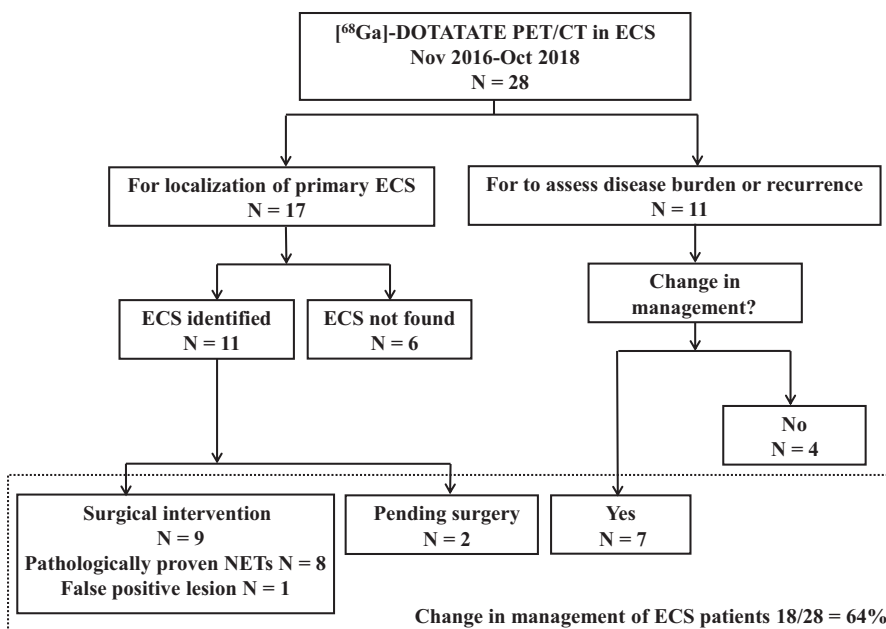 [⁶⁸Ga]-DOTATATE PET/CT in ECS
Nov 2016-Oct 2018
N = 28
For localization of primary ECS
N = 17
For to assess disease burden or recurrence
N = 11
ECS identified
N = 11
ECS not found
N = 6
Change in
management?
No
N = 4
Surgical intervention
N = 9
Pathologically proven NETs N = 8
False positive lesion N = 1
Pending surgery
N = 2
Yes
N = 7
Change in management of ECS patients 18/28 = 64%